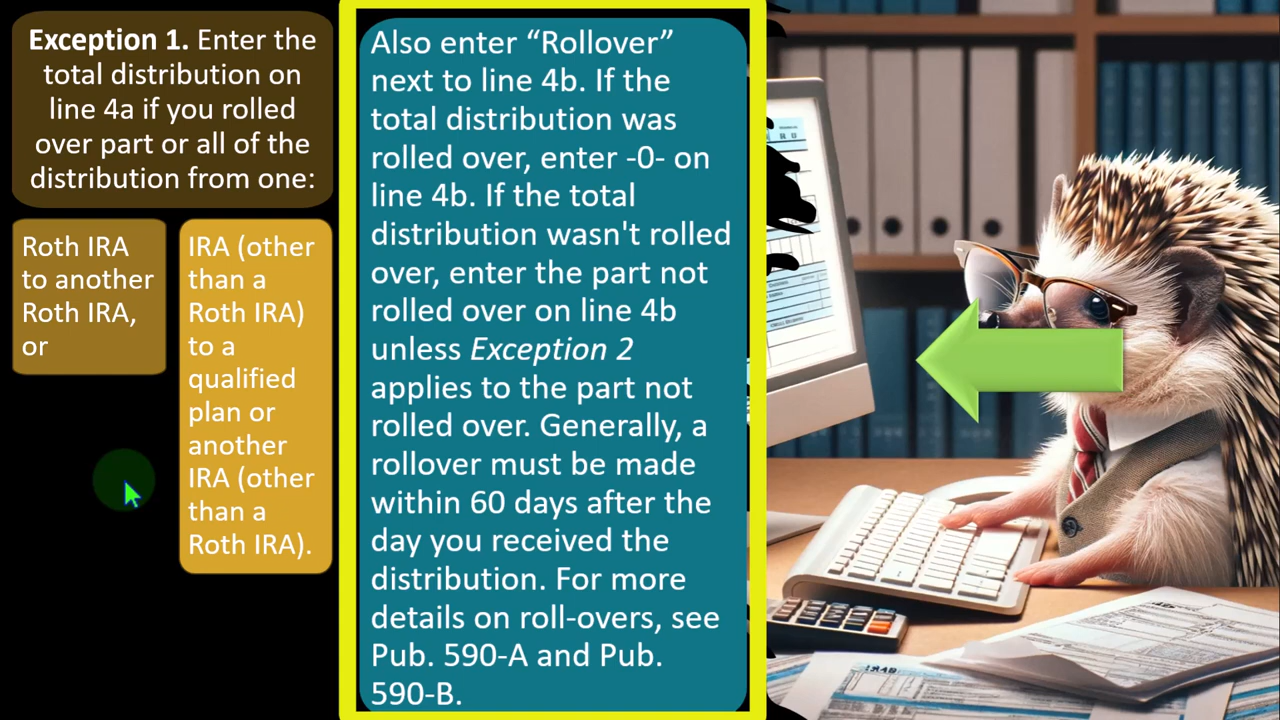 Exception 1. Enter the
total distribution on
line 4a if you rolled
over part or all of the
distribution from one:
Roth IRA
to another
Roth IRA,
or
IRA (other
than a
Roth IRA)
to a
qualified
plan or
another
IRA (other
than a
Roth IRA).
Also enter “Rollover”
next to line 4b. If the
total distribution was
rolled over, enter -0- on
line 4b. If the total
distribution wasn't rolled
over, enter the part not
rolled over on line 4b
unless Exception 2
applies to the part not
rolled over. Generally, a
rollover must be made
within 60 days after the
day you received the
distribution. For more
details on roll-overs, see
Pub. 590-A and Pub.
590-B.